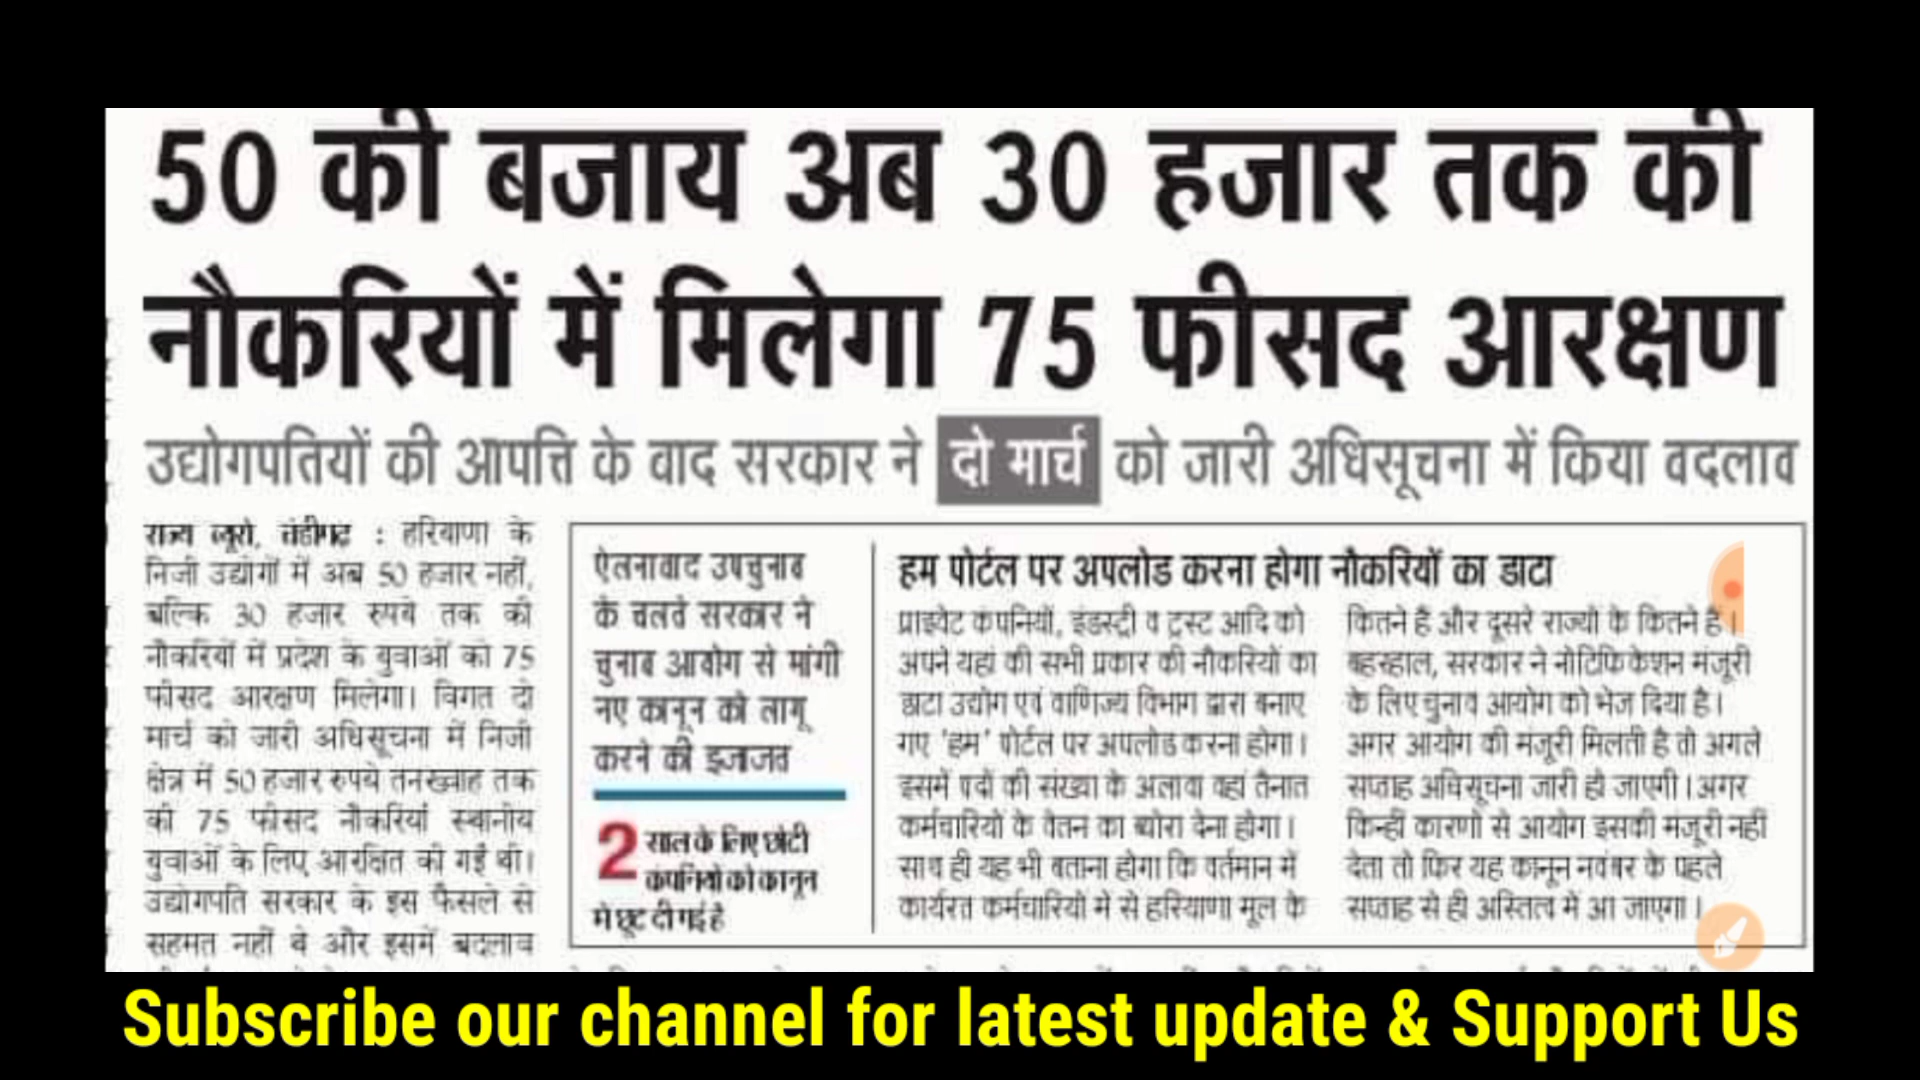 50 की बजाय अब 30 हजार तक की
नौकरियों में मिलेगा 75 फीसद आरक्षण
उद्योगपतियों की आपत्ति के वाद सरकार ने दो मार्च को जारी अधिसूचना में किया वदलाव
राज्य ब्यूरो, चंडीगढ़ : हरियाणा के
निजी उद्योगों में अब 50 हजार नहीं,
बल्कि 30 हजार रुपये तक की
नौकरियों में प्रदेश के युवाओं को 75
फीसद आरक्षण मिलेगा। विगत दो
मार्च को जारी अधिसूचना में निजी
क्षेत्र में 50 हजार रुपये तनख्वाह तक
की 75 फीसद नौकरियां स्थानीय
युवाओं के लिए आरक्षित की गई थी।
उद्योगपति सरकार के इस फैसले से
सहमत नहीं थे और इसमें बदलाव
ऐलनाबाद उपचुनाव
के चलते सरकार ने
चुनाव आयोग से मांगी
नए कानून को लागू
करने की इजाजत
2 साल के लिए छोटी
कंपनियों को कानून
में छूट दी गई है
हम पोर्टल पर अपलोड करना होगा नौकरियों का डाटा
प्राइवेट कंपनियों, इंडस्ट्री व ट्रस्ट आदि को
अपने यहां की सभी प्रकार की नौकरियों का
डाटा उद्योग एवं वाणिज्य विभाग द्वारा बनाए
गए 'हम' पोर्टल पर अपलोड करना होगा।
इसमें पदों की संख्या के अलावा वहां तैनात
कर्मचारियों के वेतन का ब्योरा देना होगा।
साथ ही यह भी बताना होगा कि वर्तमान में
कार्यरत कर्मचारियों में से हरियाणा मूल के
कितने हैं और दूसरे राज्यों के कितने हैं।
बहरहाल, सरकार ने नोटिफिकेशन मंजूरी
के लिए चुनाव आयोग को भेज दिया है।
अगर आयोग की मंजूरी मिलती है तो अगले
सप्ताह अधिसूचना जारी हो जाएगी। अगर
किन्हीं कारणों से आयोग इसकी मंजूरी नहीं
देता तो फिर यह कानून नवंबर के पहले
सप्ताह से ही अस्तित्व में आ जाएगा।
Subscribe our channel for latest update & Support Us